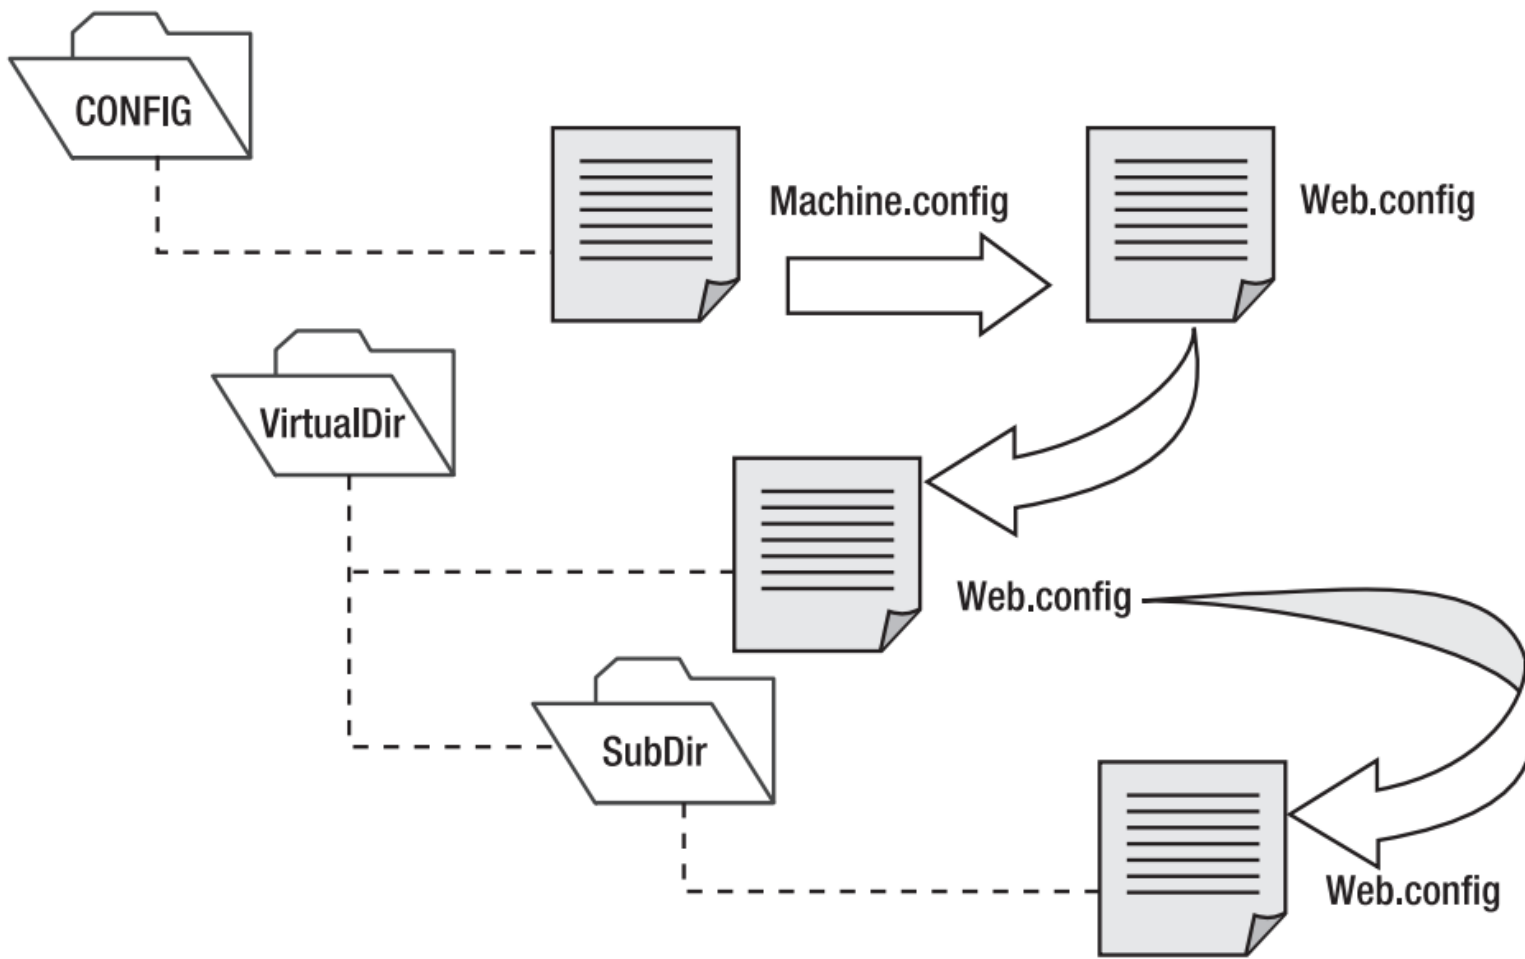 CONFIG
Machine.config
Web.config
VirtualDir
Web.config
SubDir
Web.config